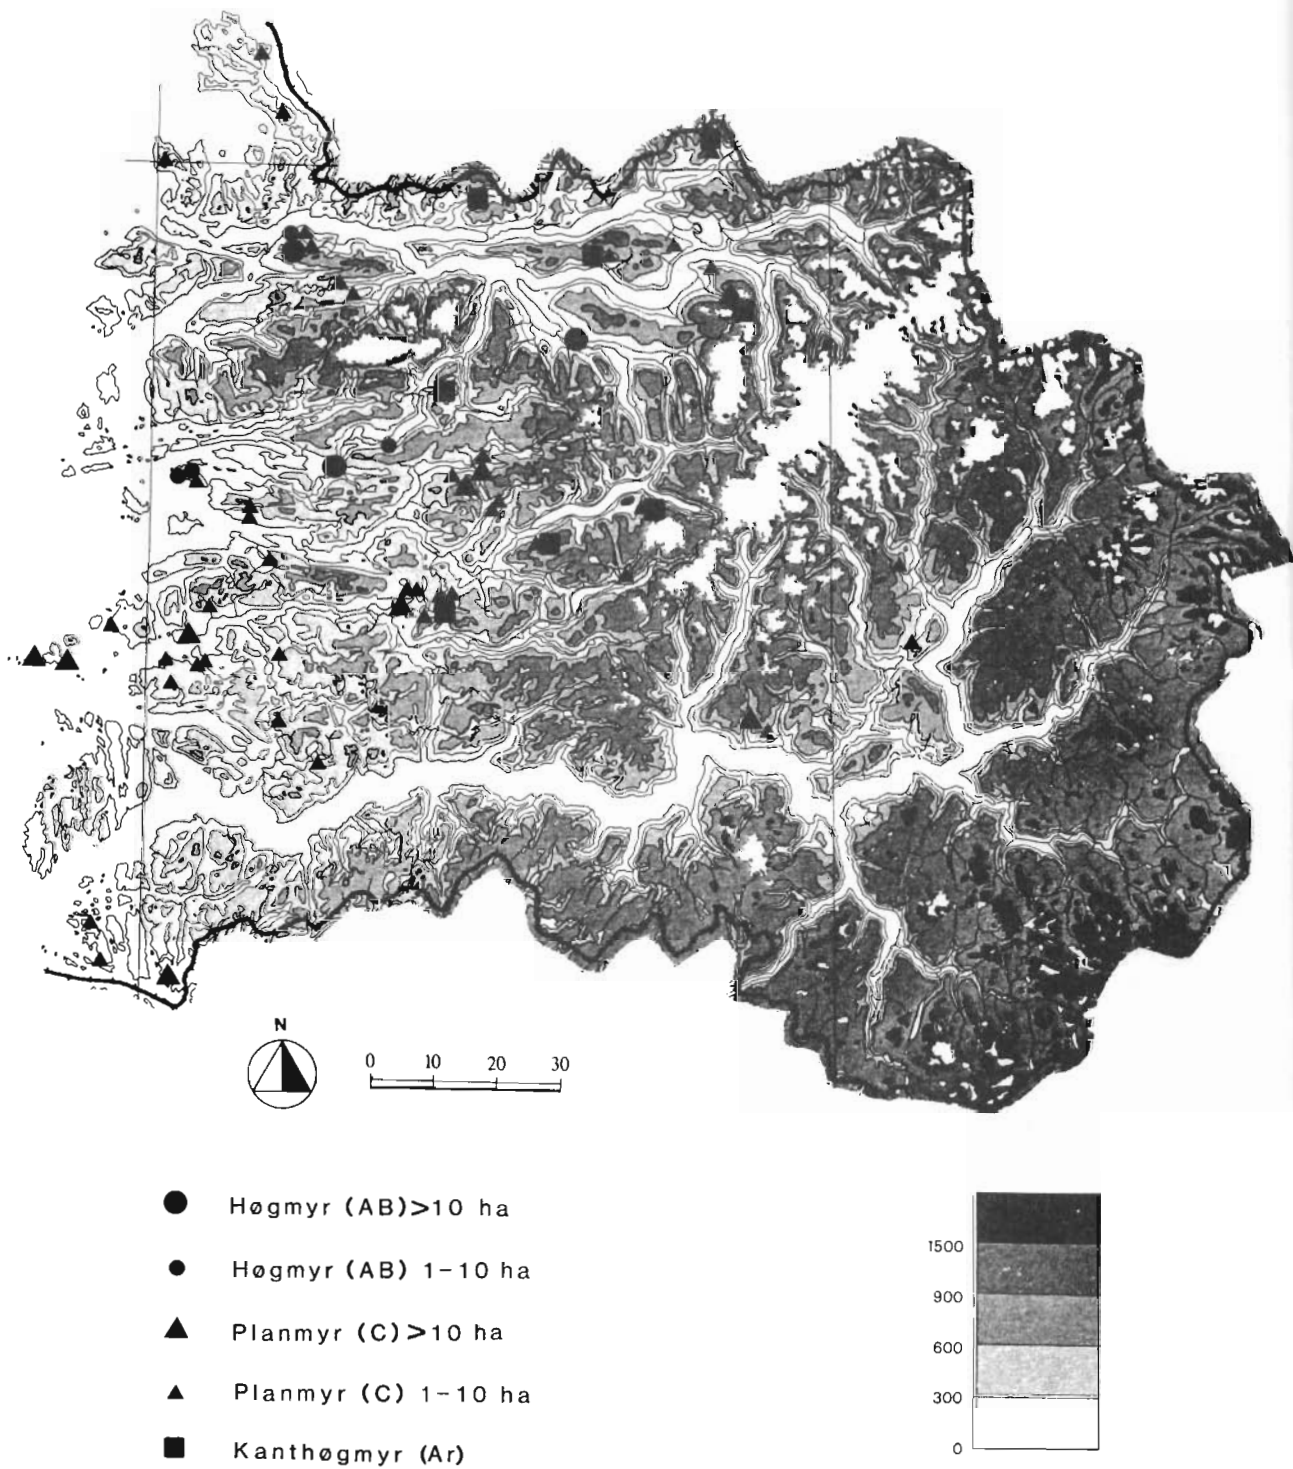 N
0 10 20 30
Høgmyr (AB)>10 ha
Høgmyr (AB) 1-10 ha
Planmyr (C)>10 ha
Planmyr (C) 1-10 ha
Kanthøgmyr (Ar)
1500
900
600
300
0